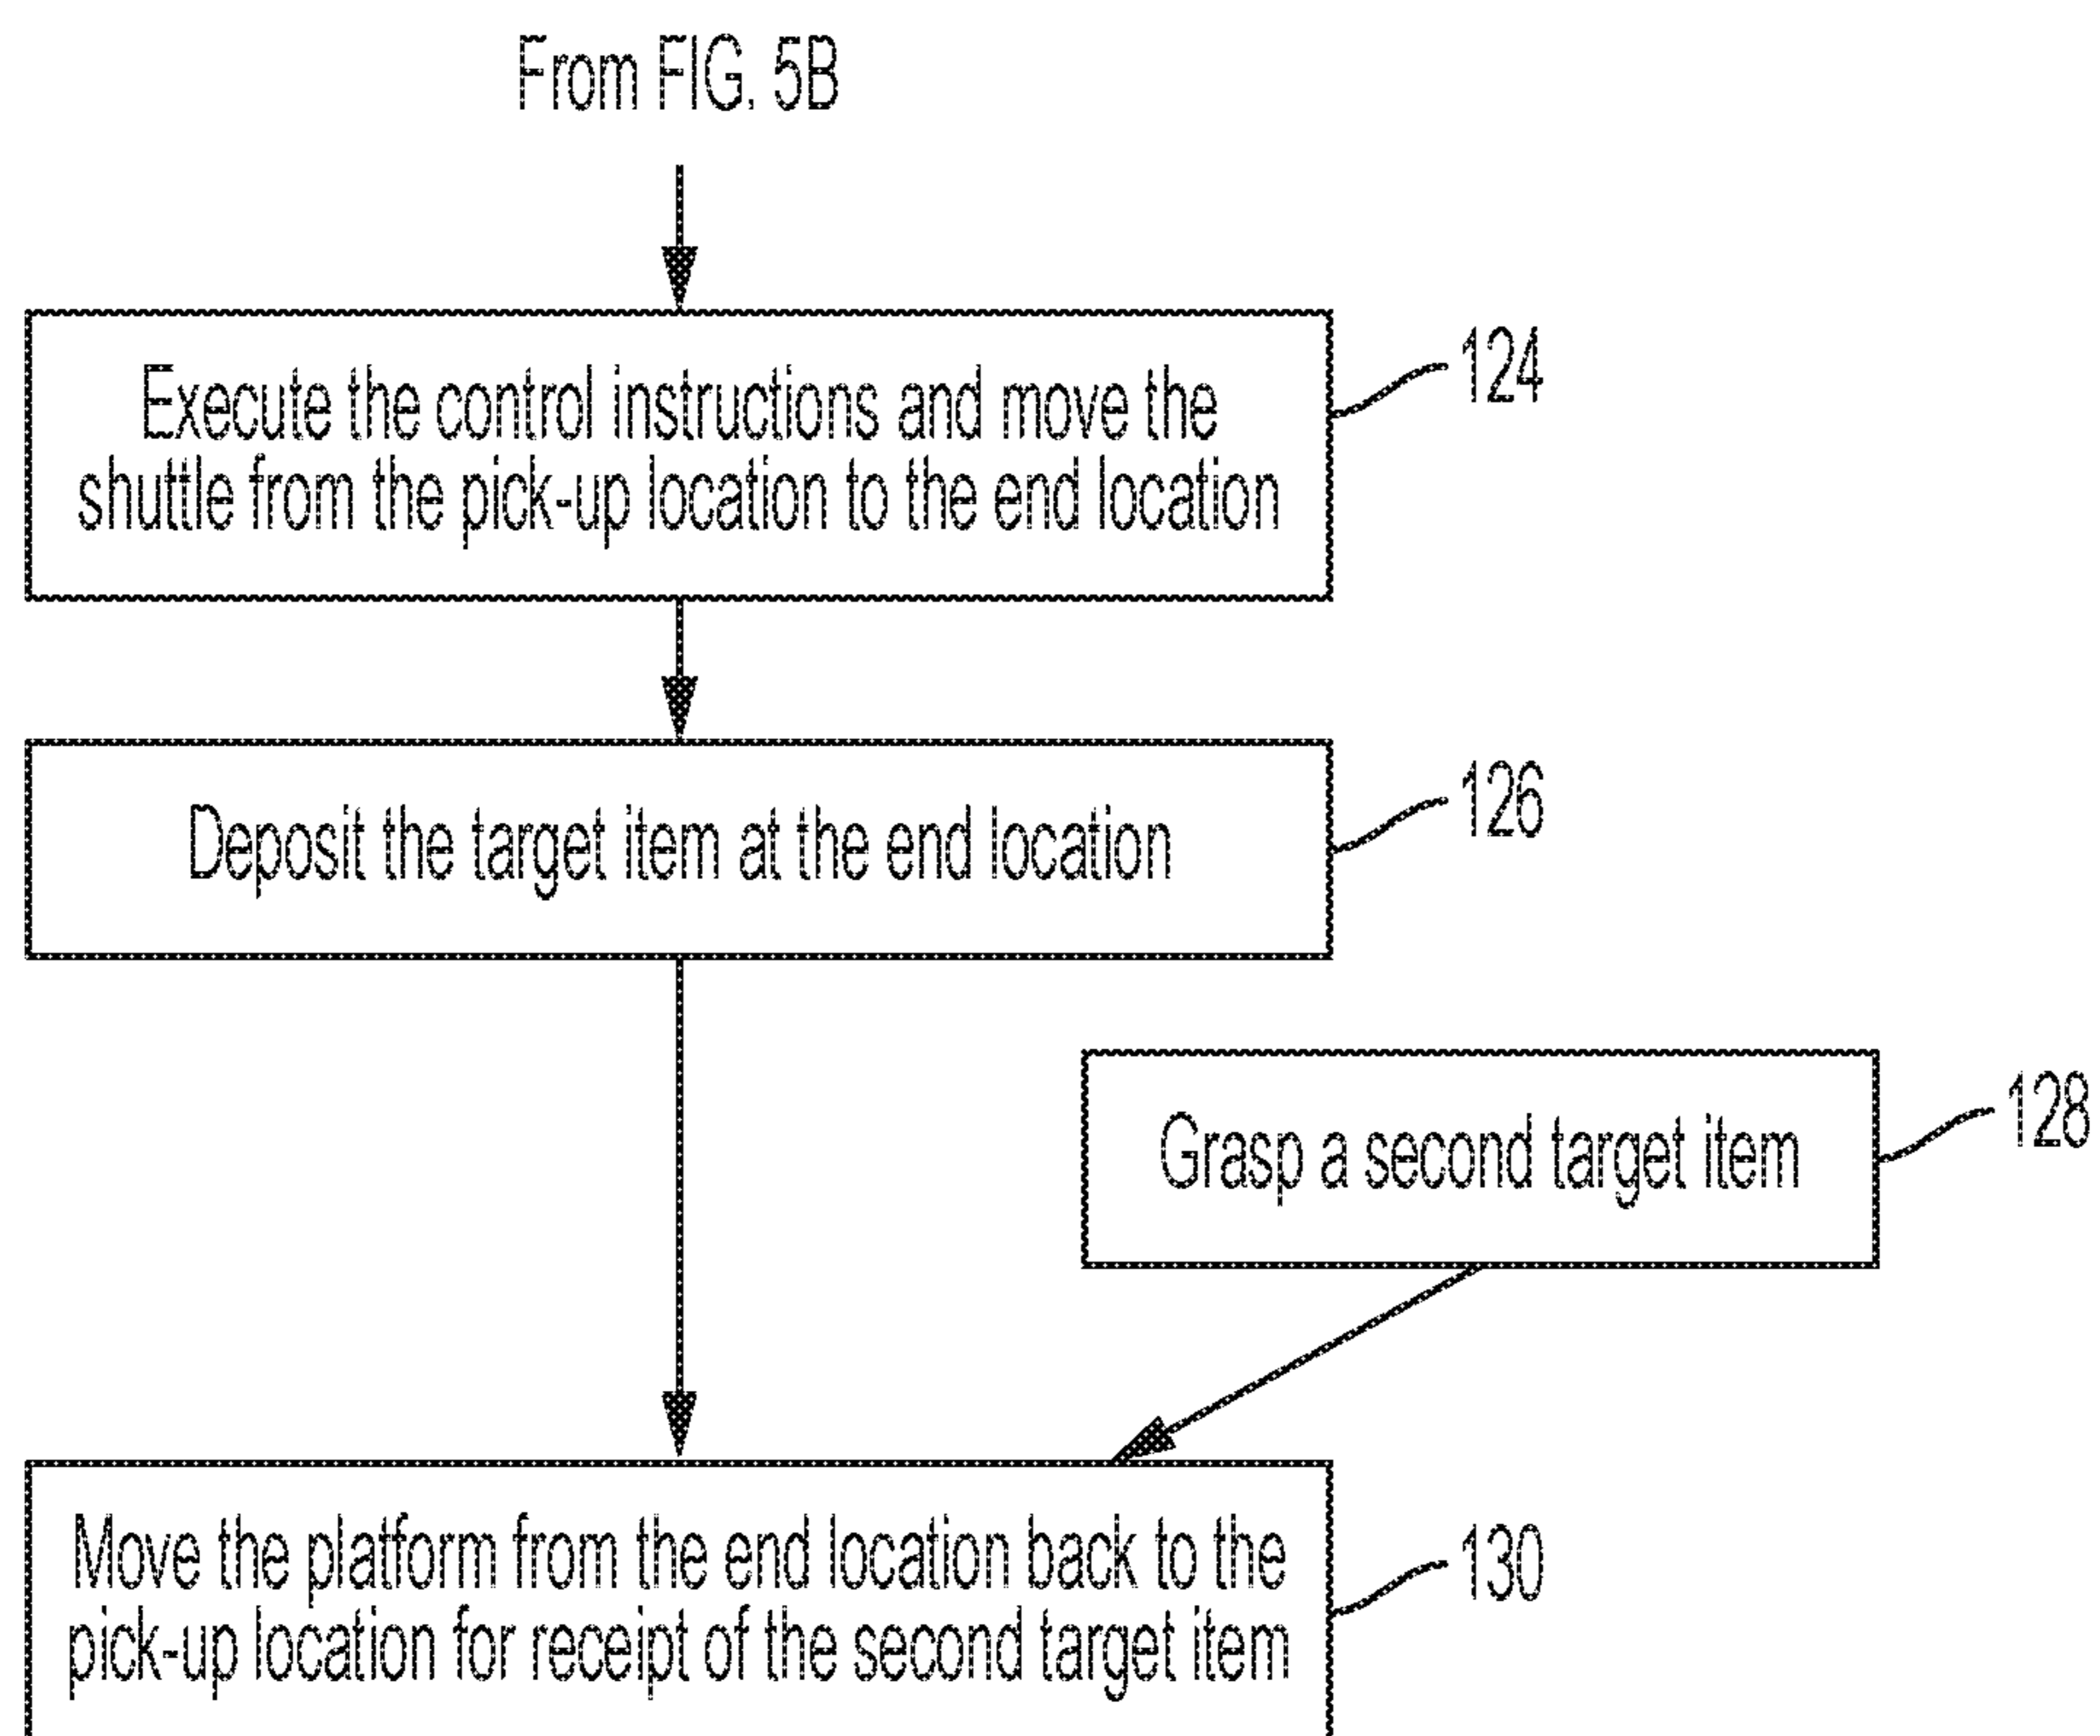 From FIG. 5B
Execute the control instructions and move the
shuttle from the pick-up location to the end location
124
Deposit the target item at the end location
126
Grasp a second target item
128
Move the platform from the end location back to the
pick-up location for receipt of the second target item
130